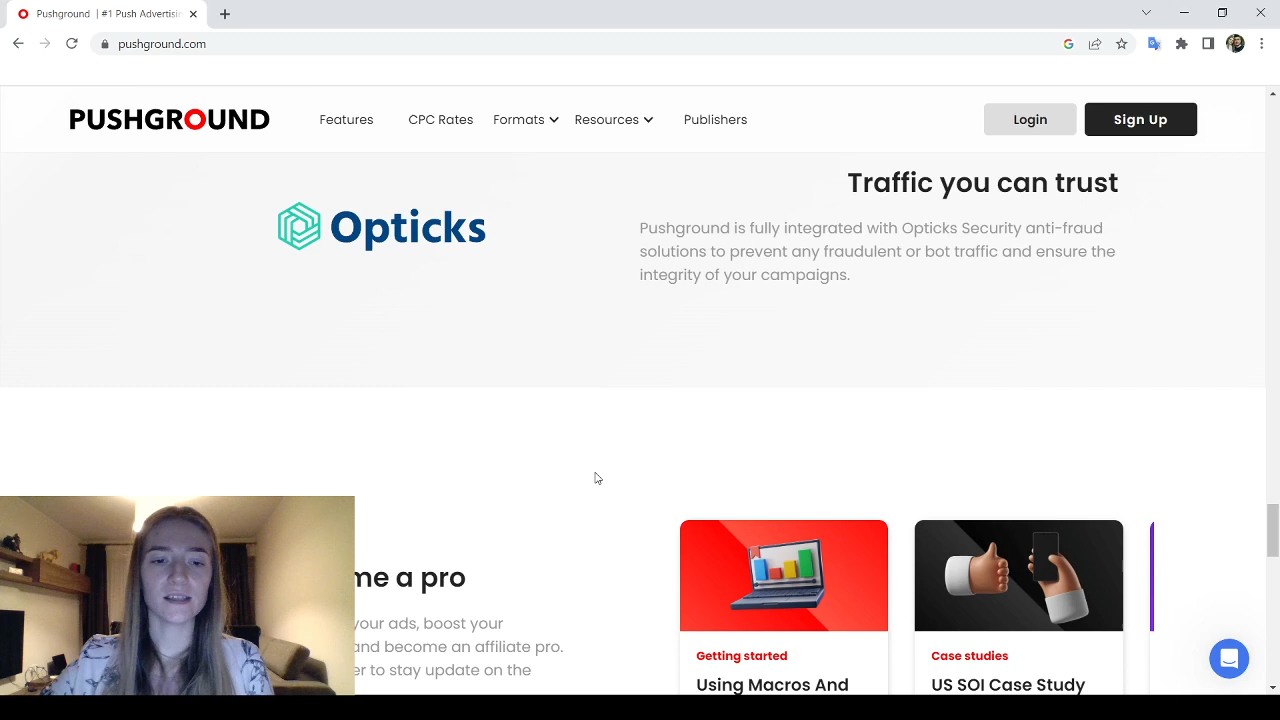 Pushground | #1 Push Advertisin
pushground.com
PUSHGROUND
Features
CPC Rates
Formats
Resources
Publishers
Login
Sign Up
Traffic you can trust
Opticks
Pushground is fully integrated with Opticks Security anti-fraud
solutions to prevent any fraudulent or bot traffic and ensure the
integrity of your campaigns.
me a pro
your ads, boost your
and become an affiliate pro.
er to stay update on the
Getting started
Using Macros And
Case studies
US SOI Case Study